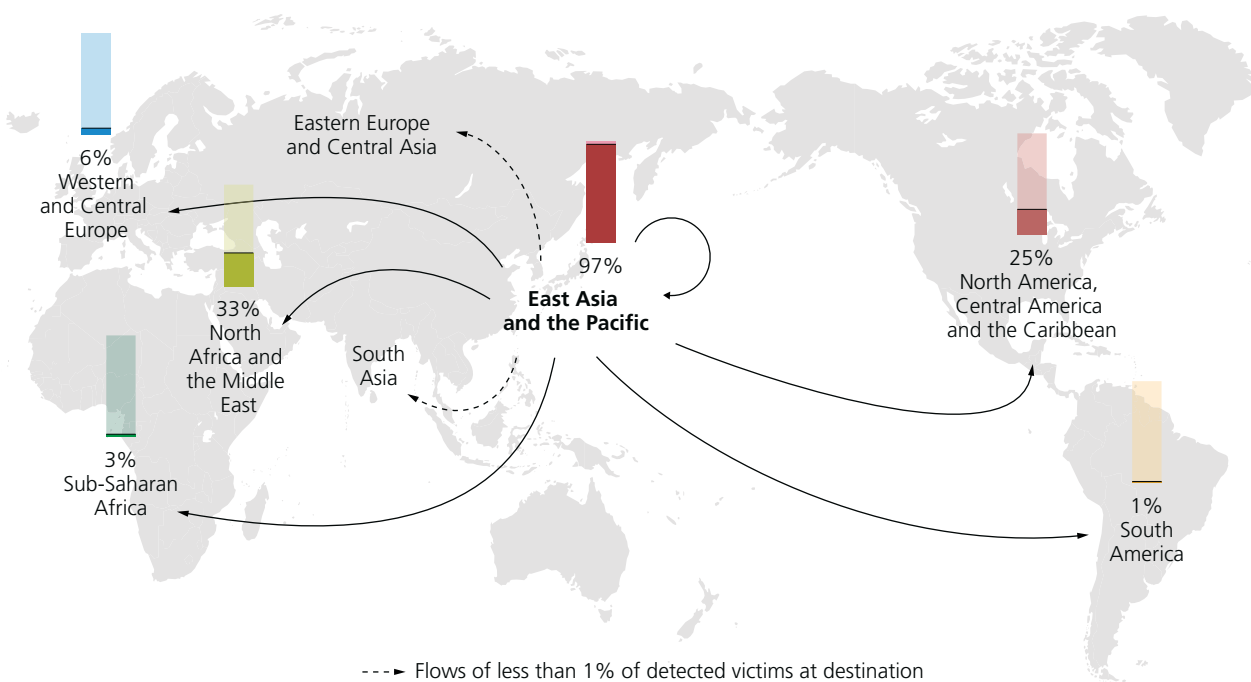 Eastern Europe
and Central Asia
6%
Western
and Central
Europe
97%
East Asia
and the Pacific
25%
North America,
Central America
and the Caribbean
33%
North
Africa and
the Middle
East
South
Asia
3%
Sub-Saharan
Africa
1%
South
America
Flows of less than 1% of detected victims at destination